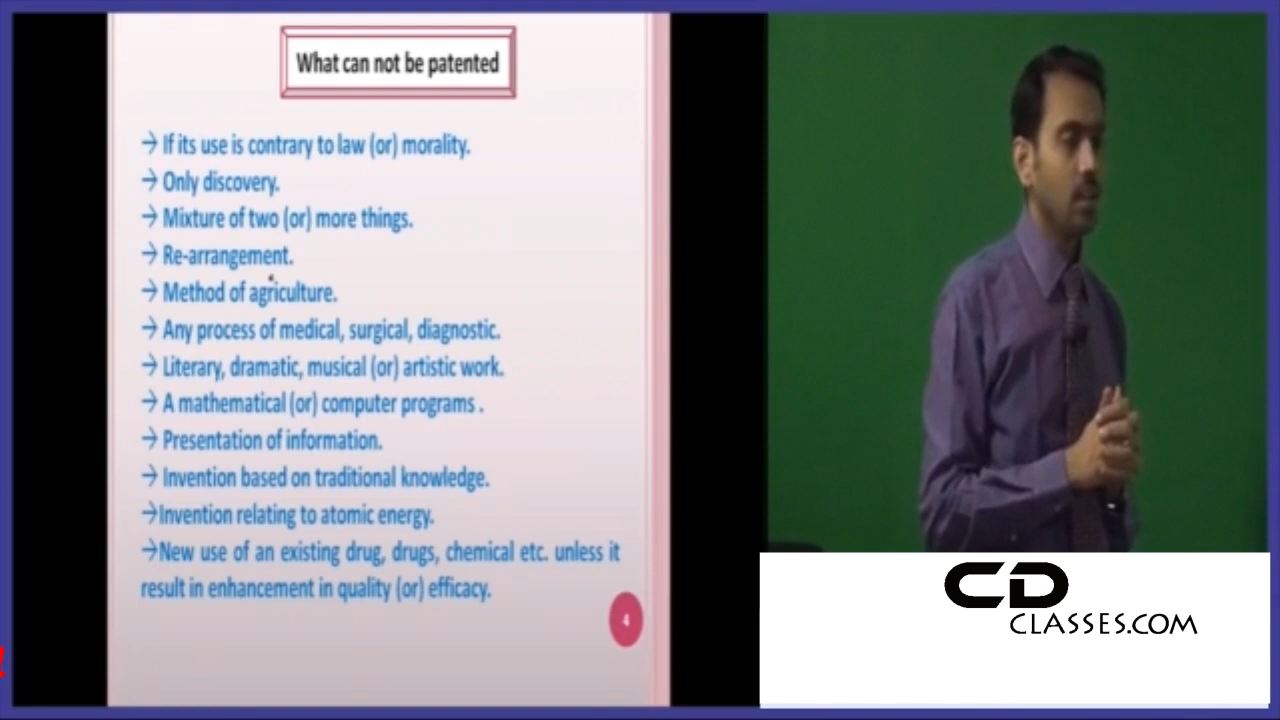 What can not be patented
→ If its use is contrary to law (or) morality.
→ Only discovery.
→ Mixture of two (or) more things.
→ Re-arrangement.
→ Method of agriculture.
→ Any process of medical, surgical, diagnostic.
→ Literary, dramatic, musical (or) artistic work.
→ A mathematical (or) computer programs .
→ Presentation of information.
→ Invention based on traditional knowledge.
→Invention relating to atomic energy.
→New use of an existing drug, drugs, chemical etc. unless it
result in enhancement in quality (or) efficacy.
4
CD
CLASSES.COM